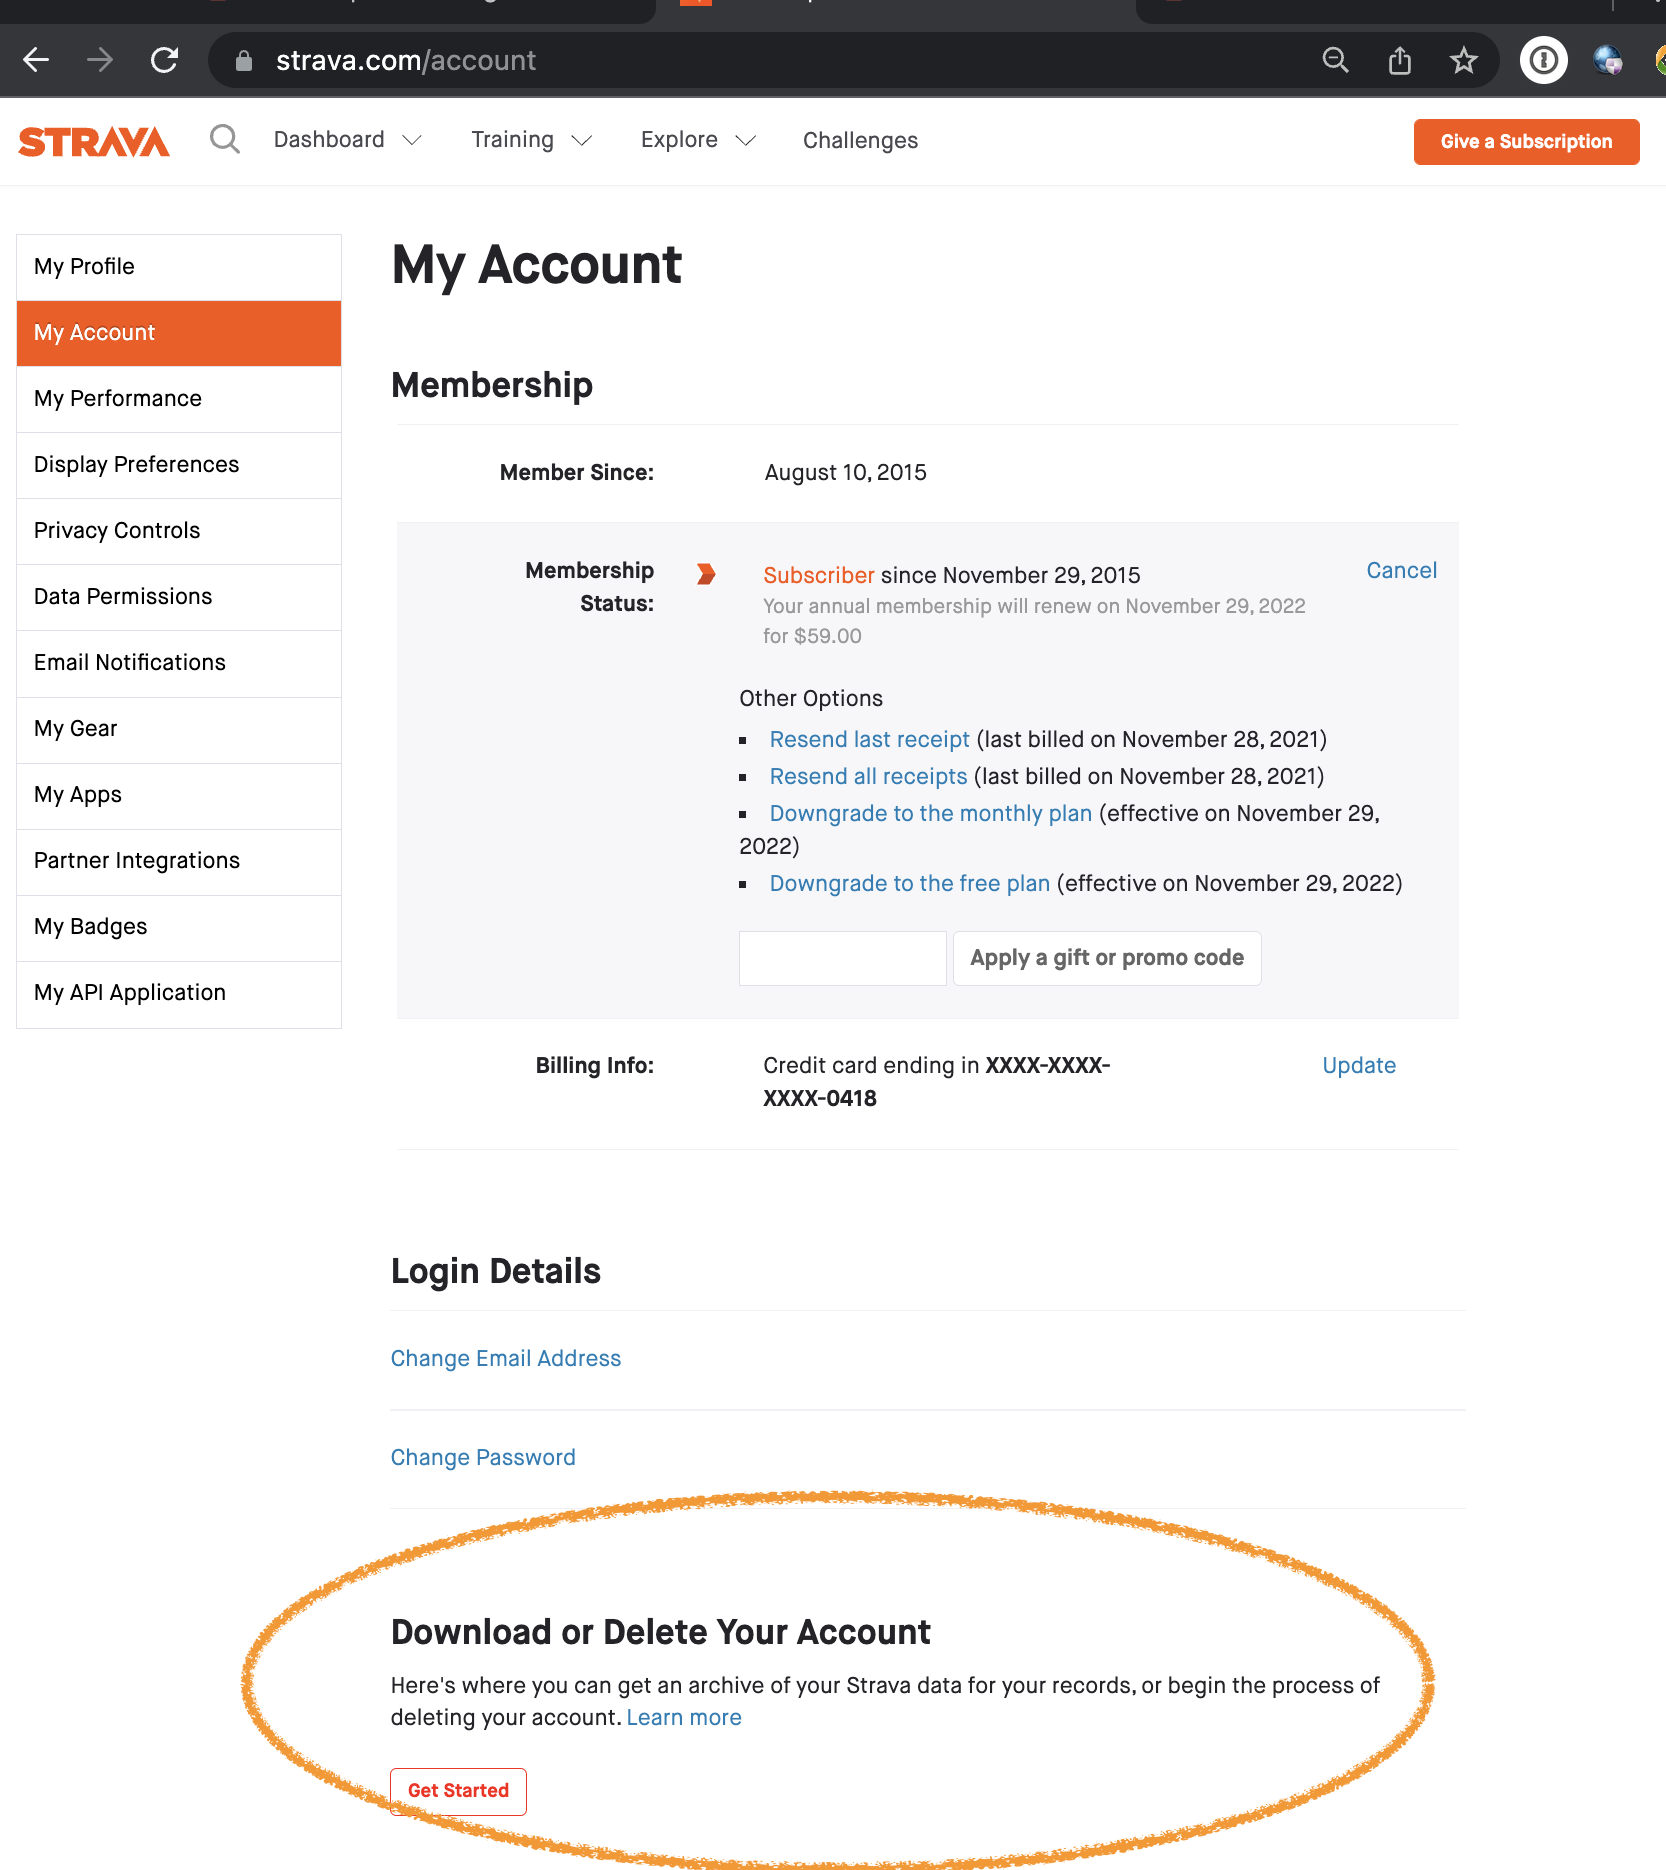 strava.com/account
STRAVA
Dashboard
Training
Explore
Challenges
Give a Subscription
My Profile
My Account
My Performance
Display Preferences
Privacy Controls
Data Permissions
Email Notifications
My Gear
My Apps
Partner Integrations
My Badges
My API Application
My Account
Membership
Member Since: August 10, 2015
Membership
Status:
Subscriber since November 29, 2015
Cancel
Your annual membership will renew on November 29, 2022
for $59.00
Other Options
Resend last receipt (last billed on November 28, 2021)
Resend all receipts (last billed on November 28, 2021)
Downgrade to the monthly plan (effective on November 29,
2022)
Downgrade to the free plan (effective on November 29, 2022)
Apply a gift or promo code
Billing Info:
Credit card ending in XXXX-XXXX-
XXXX-0418
Update
Login Details
Change Email Address
Change Password
Download or Delete Your Account
Here's where you can get an archive of your Strava data for your records, or begin the process of
deleting your account. Learn more
Get Started